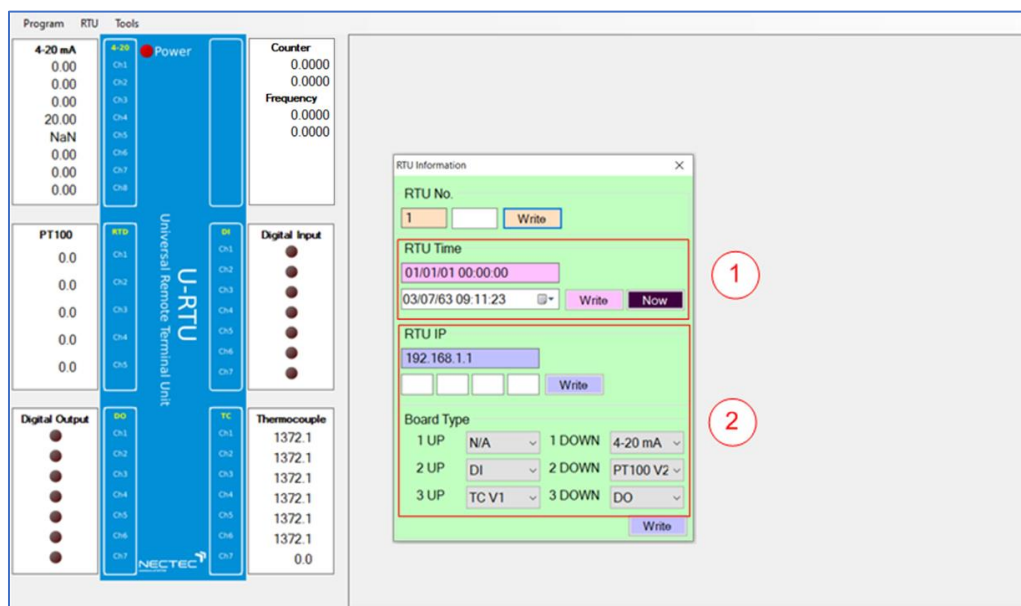 Program RTU Tools
4-20 mA
0.00
0.00
0.00
20.00
NaN
0.00
0.00
0.00
4-20
Ch1
Ch2
Ch3
Ch4
Ch5
Ch6
Ch7
Ch8
Power
Counter
0.0000
0.0000
Frequency
0.0000
0.0000
PT100
0.0
0.0
0.0
0.0
0.0
RTD
Ch1
Ch2
Ch3
Ch4
Ch5
U-RTU
Universal Remote Terminal Unit
DI
Ch1
Ch2
Ch3
Ch4
Ch5
Ch6
Ch7
Digital Input
Digital Output
DO
Ch1
Ch2
Ch3
Ch4
Ch5
Ch6
Ch7
NECTEC
TC
Ch1
Ch2
Ch3
Ch4
Ch5
Ch6
Ch7
Thermocouple
1372.1
1372.1
1372.1
1372.1
1372.1
1372.1
0.0
RTU Information
RTU No.
1 Write
RTU Time
01/01/01 00:00:00
03/07/63 09:11:23 Write Now
1
RTU IP
192.168.1.1
Write
Board Type
1 UP N/A 1 DOWN 4-20 mA
2 UP DI 2 DOWN PT100 V2
3 UP TC V1 3 DOWN DO
Write
2